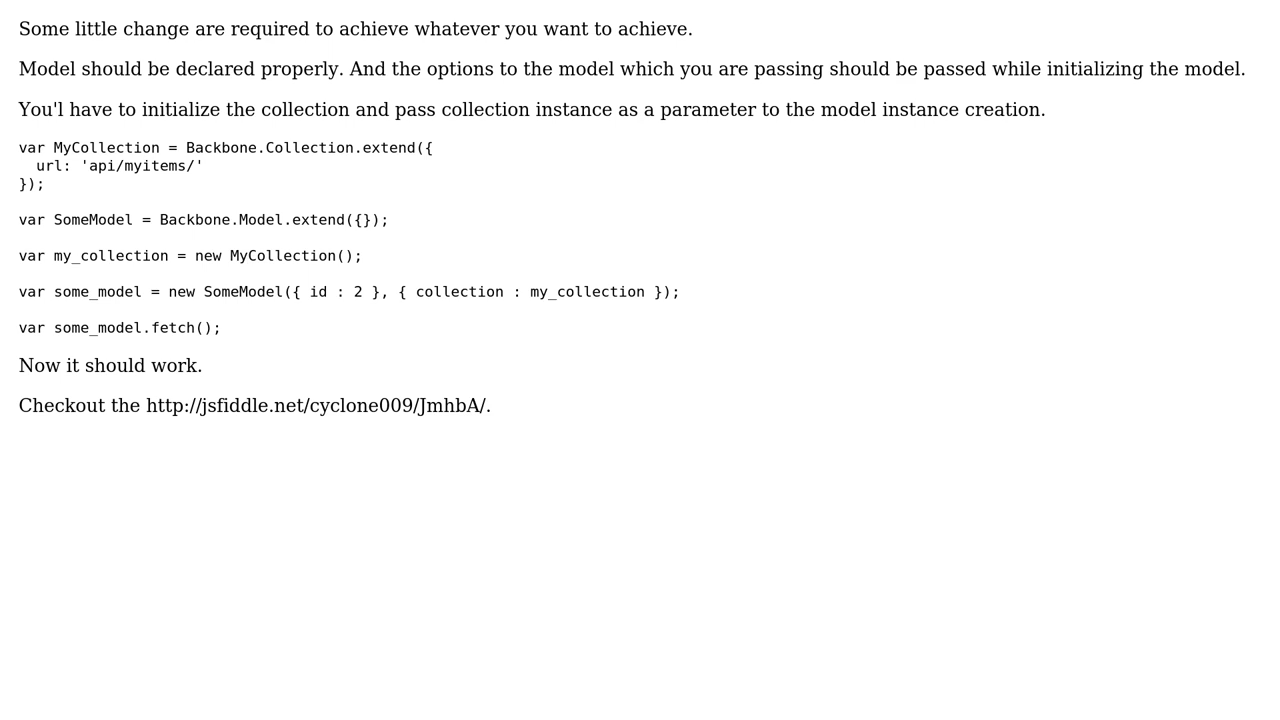 Some little change are required to achieve whatever you want to achieve.
Model should be declared properly. And the options to the model which you are passing should be passed while initializing the model.
You'l have to initialize the collection and pass collection instance as a parameter to the model instance creation.
var MyCollection = Backbone.Collection.extend({
  url: 'api/myitems/'
});
var SomeModel = Backbone.Model.extend({});
var my_collection = new MyCollection();
var some_model = new SomeModel({ id : 2 }, { collection : my_collection });
var some_model.fetch();
Now it should work.
Checkout the http://jsfiddle.net/cyclone009/JmhbA/.